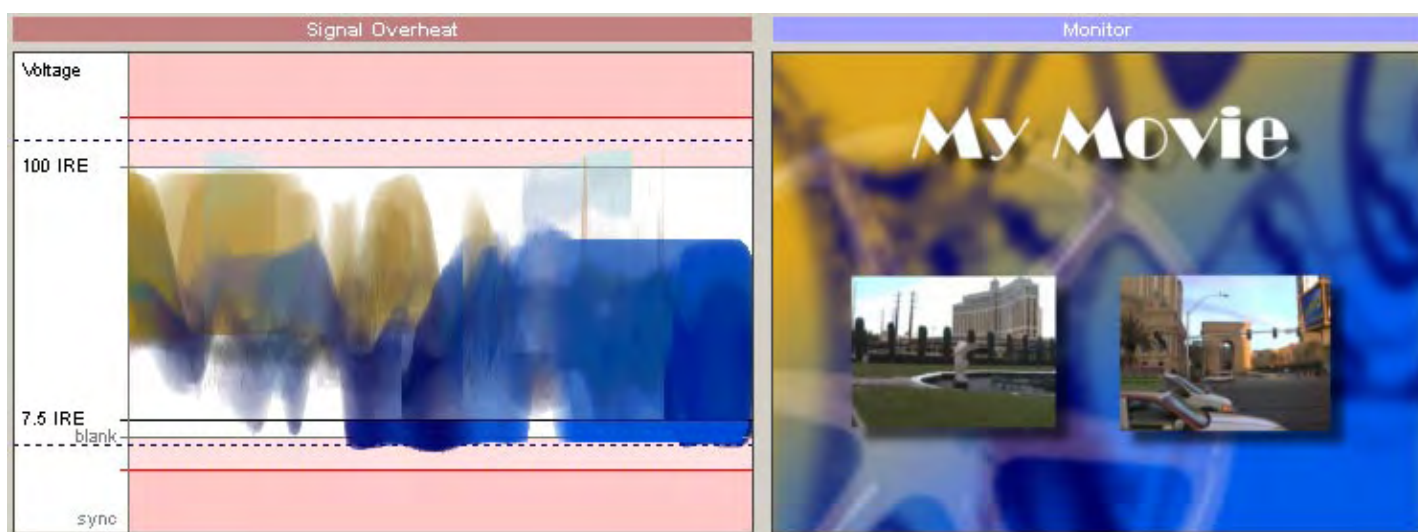 Signal Overheat
Voltage
100 IRE
7.5 IRE
blank
sync
Monitor
My Movie